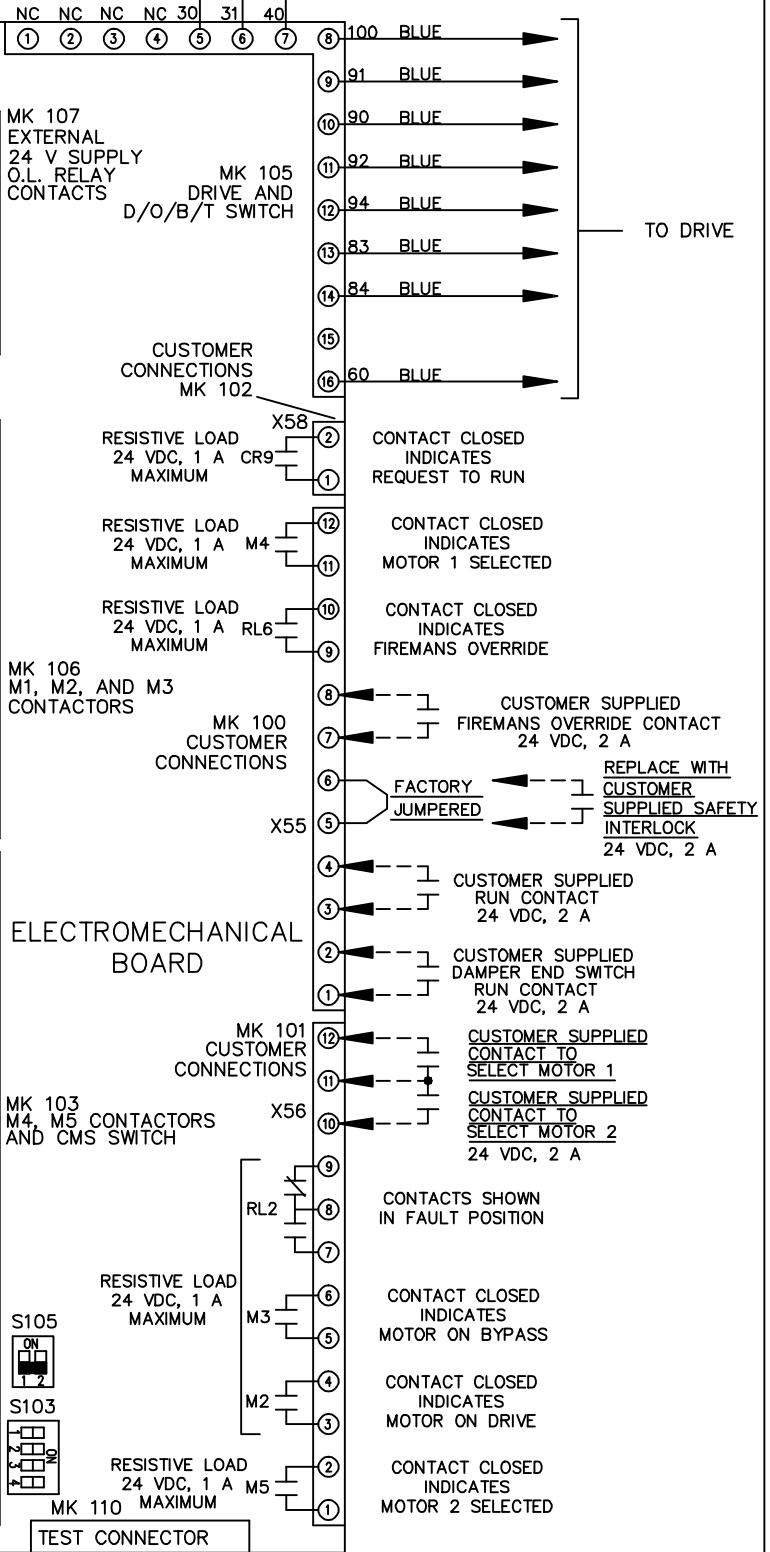 NC NC NC NC 30 31 40
1 2 3 4 5 6 7 8 100 BLUE
9 91 BLUE
10 90 BLUE
11 92 BLUE
12 94 BLUE
13 83 BLUE
14 84 BLUE
15
16 60 BLUE
TO DRIVE
MK 107
EXTERNAL
24 V SUPPLY
O.L. RELAY
CONTACTS
MK 105
DRIVE AND
D/O/B/T SWITCH
CUSTOMER
CONNECTIONS
MK 102
X58
RESISTIVE LOAD
24 VDC, 1 A
MAXIMUM
CR9
2
1
CONTACT CLOSED
INDICATES
REQUEST TO RUN
RESISTIVE LOAD
24 VDC, 1 A
MAXIMUM
M4
12
11
CONTACT CLOSED
INDICATES
MOTOR 1 SELECTED
RESISTIVE LOAD
24 VDC, 1 A
MAXIMUM
RL6
10
9
CONTACT CLOSED
INDICATES
FIREMANS OVERRIDE
MK 106
M1, M2, AND M3
CONTACTORS
MK 100
CUSTOMER
CONNECTIONS
8
7
CUSTOMER SUPPLIED
FIREMANS OVERRIDE CONTACT
24 VDC, 2 A
X55
6
5
FACTORY
JUMPERED
REPLACE WITH
CUSTOMER
SUPPLIED SAFETY
INTERLOCK
24 VDC, 2 A
4
3
CUSTOMER SUPPLIED
RUN CONTACT
24 VDC, 2 A
ELECTROMECHANICAL
BOARD
2
1
CUSTOMER SUPPLIED
DAMPER END SWITCH
RUN CONTACT
24 VDC, 2 A
MK 101
CUSTOMER
CONNECTIONS
X56
12
11
10
CUSTOMER SUPPLIED
CONTACT TO
SELECT MOTOR 1
CUSTOMER SUPPLIED
CONTACT TO
SELECT MOTOR 2
24 VDC, 2 A
MK 103
M4, M5 CONTACTORS
AND CMS SWITCH
RL2
9
8
7
CONTACTS SHOWN
IN FAULT POSITION
RESISTIVE LOAD
24 VDC, 1 A
MAXIMUM
M3
6
5
CONTACT CLOSED
INDICATES
MOTOR ON BYPASS
M2
4
3
CONTACT CLOSED
INDICATES
MOTOR ON DRIVE
S105
ON
1 2
S103
1
2
3
4
ON
RESISTIVE LOAD
24 VDC, 1 A
MAXIMUM
M5
2
1
CONTACT CLOSED
INDICATES
MOTOR 2 SELECTED
MK 110
TEST CONNECTOR